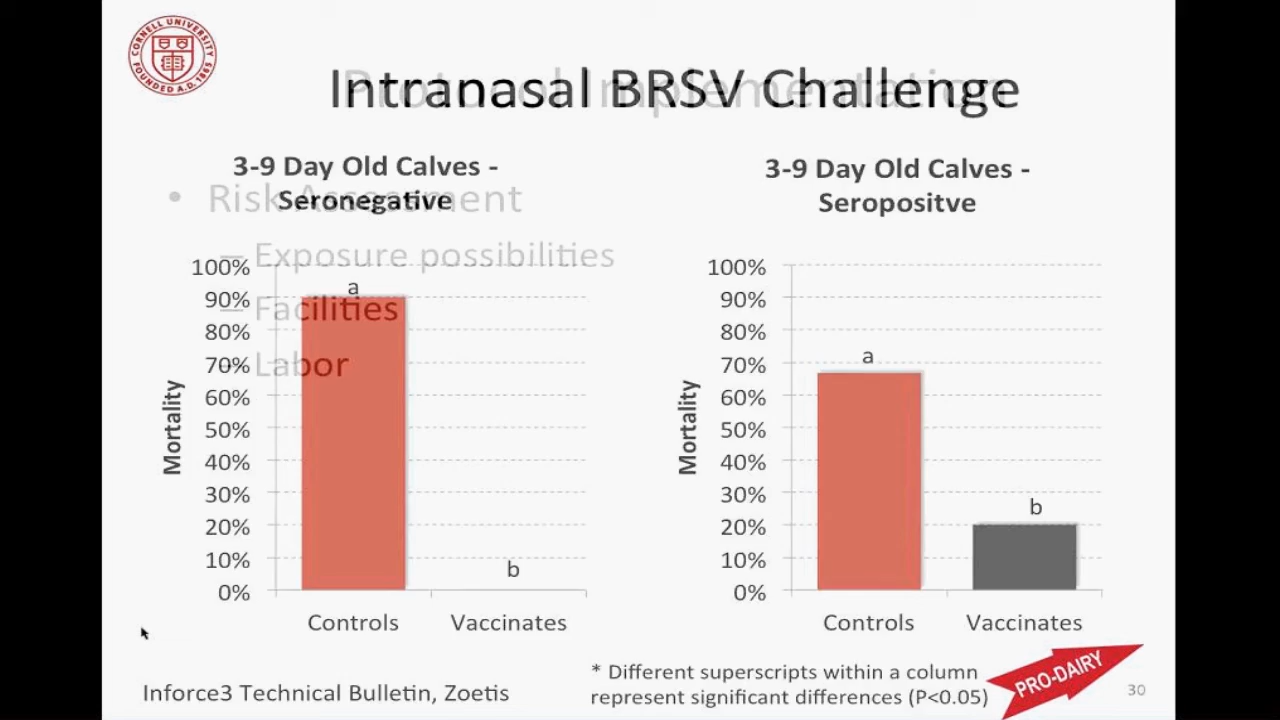 CORNELL UNIVERSITY
FOUNDED A.D. 1865
Intranasal BRSV Challenge
Protocol Implementation
3-9 Day Old Calves -
Seronegative
• Risk Assessment
– Exposure possibilities
– Facilities
– Labor
100%
90%
80%
70%
60%
50%
40%
30%
20%
10%
0%
Mortality
a
b
Controls Vaccinates
3-9 Day Old Calves -
Seropositve
100%
90%
80%
70%
60%
50%
40%
30%
20%
10%
0%
Mortality
a
b
Controls Vaccinates
Inforce3 Technical Bulletin, Zoetis
* Different superscripts within a column
represent significant differences (P<0.05)
PRO-DAIRY
30